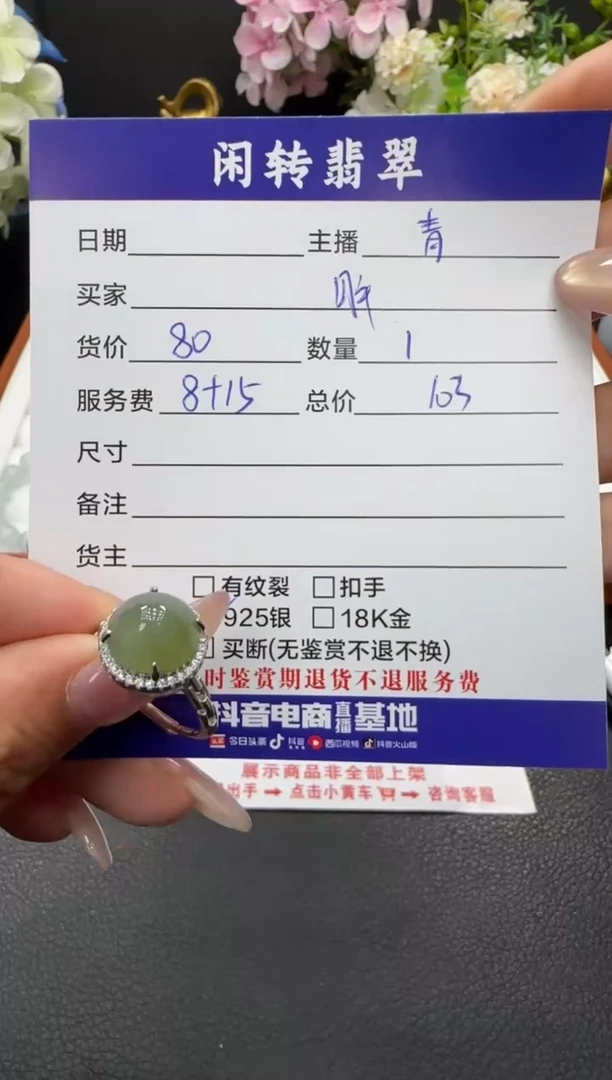 闲转翡翠
日期 主播 青
买家
货价 80 数量 1
服务费 8+15 总价 103
尺寸
备注
货主
□有纹裂 □扣手
925银 □18K金
买断(无鉴赏不退不换)
时鉴赏期退货不退服务费
抖音电商直播基地
头条 今日头条 抖音 西瓜视频 抖音火山版
展示商品非全部上架
出手→点击小黄车→咨询客服